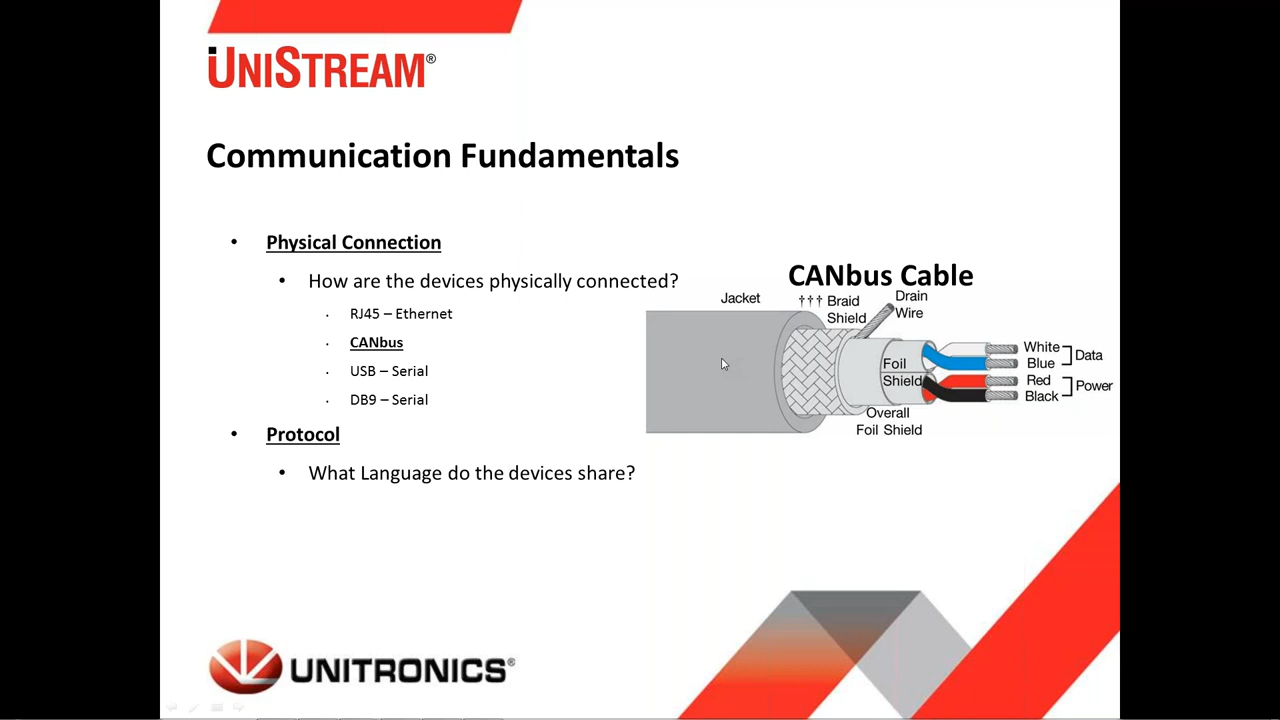 UNISTREAM®
Communication Fundamentals
• Physical Connection
• How are the devices physically connected?
• RJ45 – Ethernet
• CANbus
• USB – Serial
• DB9 – Serial
• Protocol
• What Language do the devices share?
CANbus Cable
Jacket
††† Braid
Shield
Drain
Wire
Foil
Shield
Overall
Foil Shield
White
Blue
Data
Red
Black
Power
UNITRONICS®